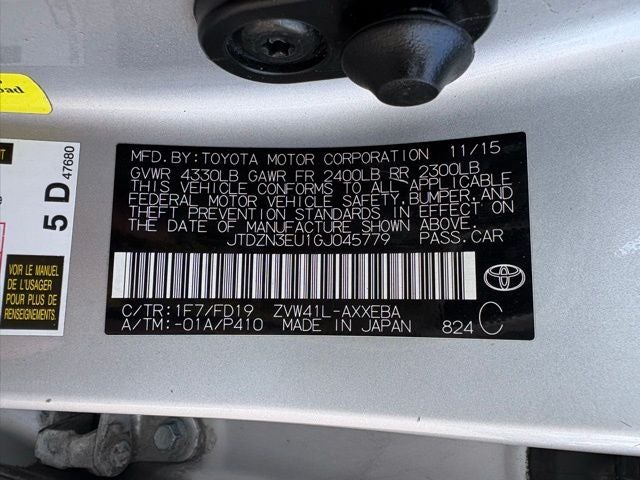 oad
5 D 47680
VOIR LE MANUEL
POUR PLUS DE
RENSEIGNEMENTS
MFD. BY: TOYOTA MOTOR CORPORATION 11/15
GVWR 4330LB GAWR FR 2400LB RR 2300LB
THIS VEHICLE CONFORMS TO ALL APPLICABLE
FEDERAL MOTOR VEHICLE SAFETY, BUMPER, AND
THEFT PREVENTION STANDARDS IN EFFECT ON
THE DATE OF MANUFACTURE SHOWN ABOVE.
JTDZN3EU1GJ045779 PASS. CAR
C/TR: 1F7/FD19 ZVW41L-AXXEBA
A/TM: -01A/P410 MADE IN JAPAN 824 C